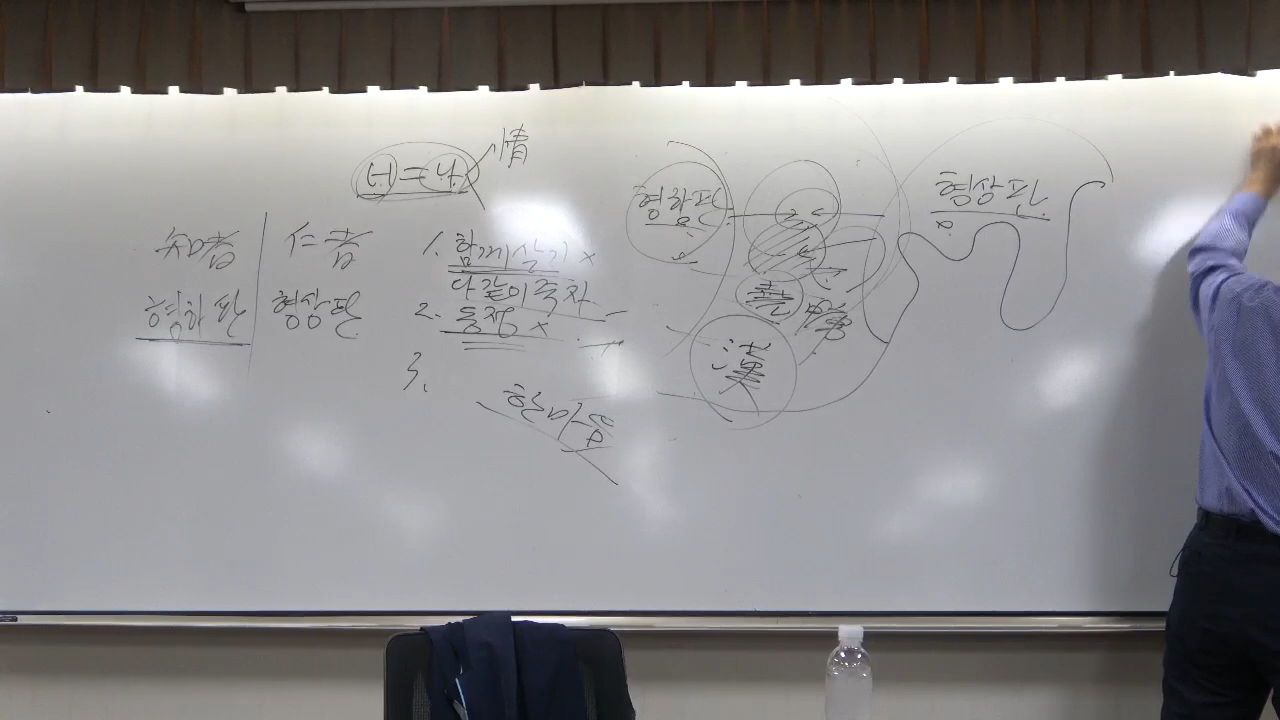 너=나 情
知者 仁者
형하판 형상판
1. 함께살기 ×
다같이 죽자
2. 동정 ×
3.
한마음
형하판
형상판
漢